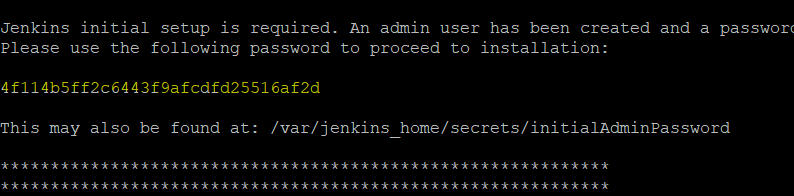 Jenkins initial setup is required. An admin user has been created and a password
Please use the following password to proceed to installation:
4f114b5ff2c6443f9afcdfd25516af2d
This may also be found at: /var/jenkins_home/secrets/initialAdminPassword
*************************************************************
*************************************************************